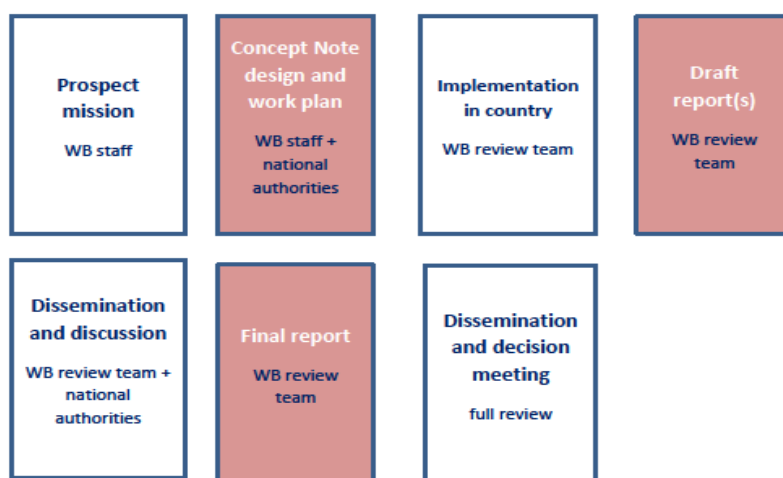 Prospect
mission
WB staff
Concept Note
design and
work plan
WB staff +
national
authorities
Implementation
in country
WB review team
Draft
report(s)
WB review
team
Dissemination
and discussion
WB review team +
national
authorities
Final report
WB review
team
Dissemination
and decision
meeting
full review